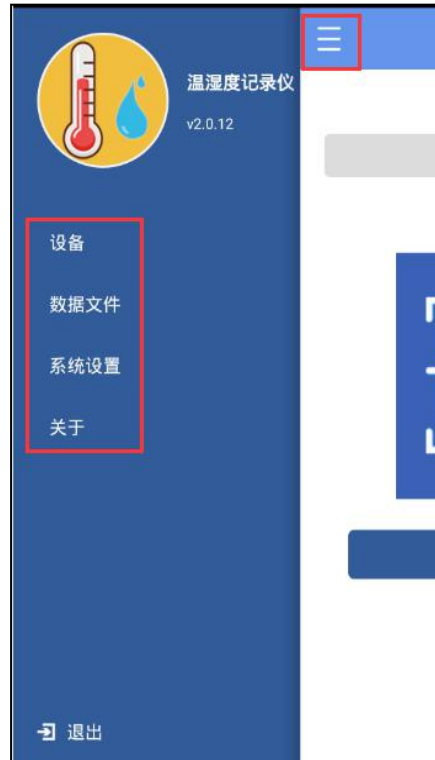 温湿度记录仪
v2.0.12
设备
数据文件
系统设置
关于
退出